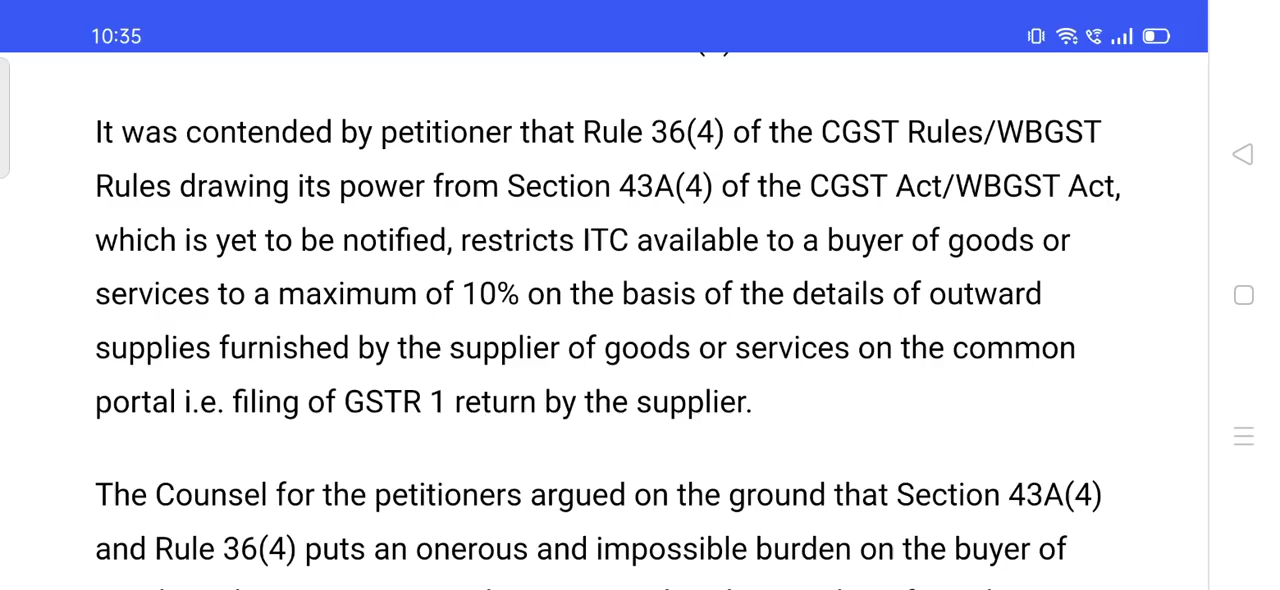 10:35
It was contended by petitioner that Rule 36(4) of the CGST Rules/WBGST
Rules drawing its power from Section 43A(4) of the CGST Act/WBGST Act,
which is yet to be notified, restricts ITC available to a buyer of goods or
services to a maximum of 10% on the basis of the details of outward
supplies furnished by the supplier of goods or services on the common
portal i.e. filing of GSTR 1 return by the supplier.
The Counsel for the petitioners argued on the ground that Section 43A(4)
and Rule 36(4) puts an onerous and impossible burden on the buyer of